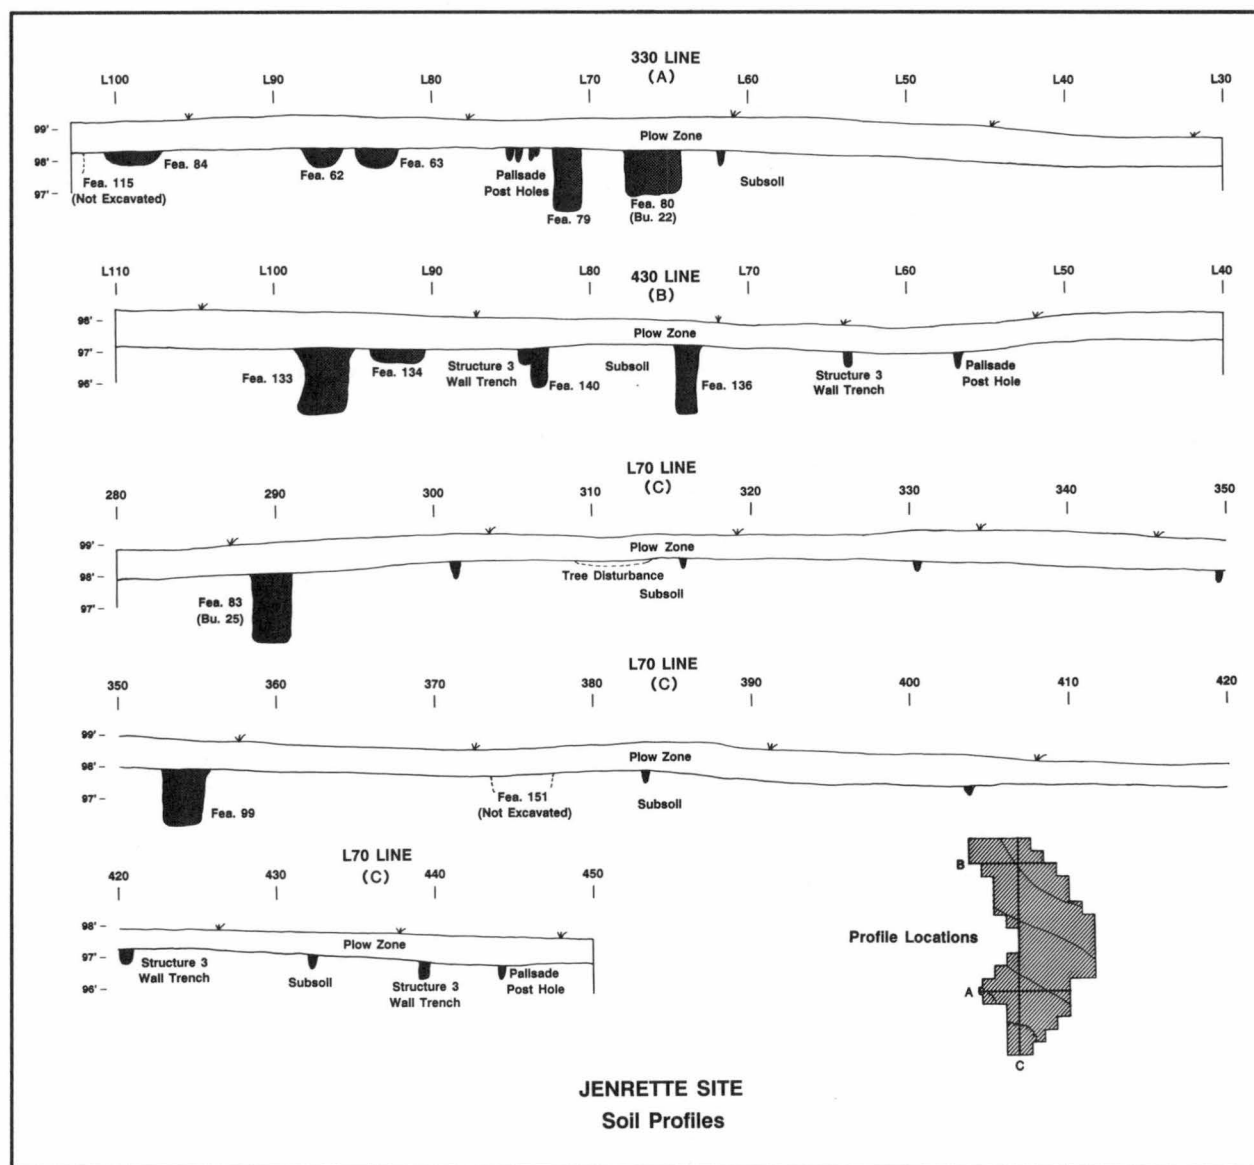 330 LINE
(A)
L100 L90 L80 L70 L60 L50 L40 L30
99'
98'
97'
Plow Zone
Fea. 115
(Not Excavated)
Fea. 84
Fea. 62
Fea. 63
Palisade
Post Holes
Fea. 79
Fea. 80
(Bu. 22)
Subsoil
430 LINE
(B)
L110 L100 L90 L80 L70 L60 L50 L40
98'
97'
96'
Plow Zone
Fea. 133
Fea. 134
Structure 3
Wall Trench
Fea. 140
Subsoil
Fea. 136
Structure 3
Wall Trench
Palisade
Post Hole
L70 LINE
(C)
280 290 300 310 320 330 340 350
99'
98'
97'
Plow Zone
Fea. 83
(Bu. 25)
Tree Disturbance
Subsoil
L70 LINE
(C)
350 360 370 380 390 400 410 420
99'
98'
97'
Plow Zone
Fea. 99
Fea. 151
(Not Excavated)
Subsoil
L70 LINE
(C)
420 430 440 450
98'
97'
96'
Plow Zone
Structure 3
Wall Trench
Subsoil
Structure 3
Wall Trench
Palisade
Post Hole
Profile Locations
B
A
C
JENRETTE SITE
Soil Profiles